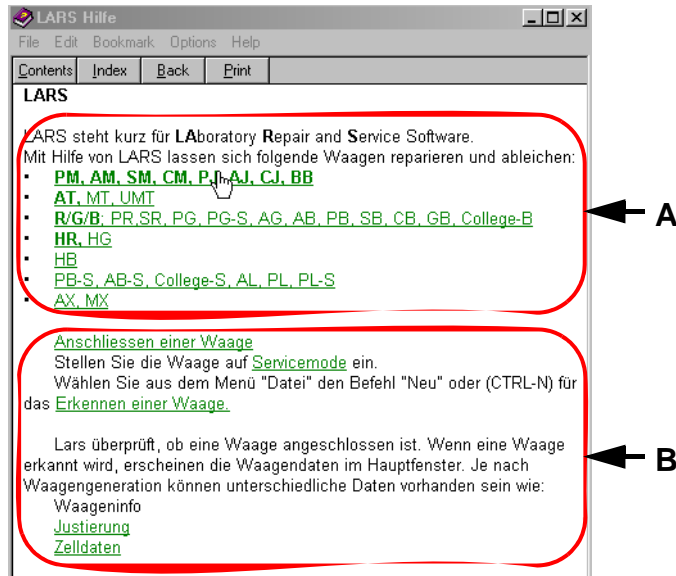 LARS Hilfe
File Edit Bookmark Options Help
Contents Index Back Print
LARS
LARS steht kurz für LAboratory Repair and Service Software.
Mit Hilfe von LARS lassen sich folgende Waagen reparieren und ableichen:
• PM, AM, SM, CM, PJ, AJ, CJ, BB
• AT, MT, UMT
• R/G/B; PR,SR, PG, PG-S, AG, AB, PB, SB, CB, GB, College-B
A
• HR, HG
• HB
• PB-S, AB-S, College-S, AL, PL, PL-S
• AX, MX
Anschliessen einer Waage
Stellen Sie die Waage auf Servicemode ein.
Wählen Sie aus dem Menü "Datei" den Befehl "Neu" oder (CTRL-N) für
das Erkennen einer Waage.
Lars überprüft, ob eine Waage angeschlossen ist. Wenn eine Waage
B
erkannt wird, erscheinen die Waagendaten im Hauptfenster. Je nach
Waagengeneration können unterschiedliche Daten vorhanden sein wie:
Waageninfo
Justierung
Zelldaten